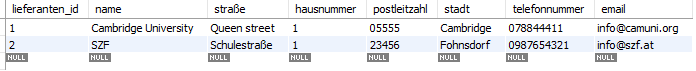 lieferanten_id name straße hausnummer postleitzahl stadt telefonnummer email
1 Cambridge University Queen street 1 05555 Cambridge 078844411 info@camuni.org
2 SZF Schulestraße 1 23456 Fohnsdorf 0987654321 info@szf.at
NULL NULL NULL NULL NULL NULL NULL NULL